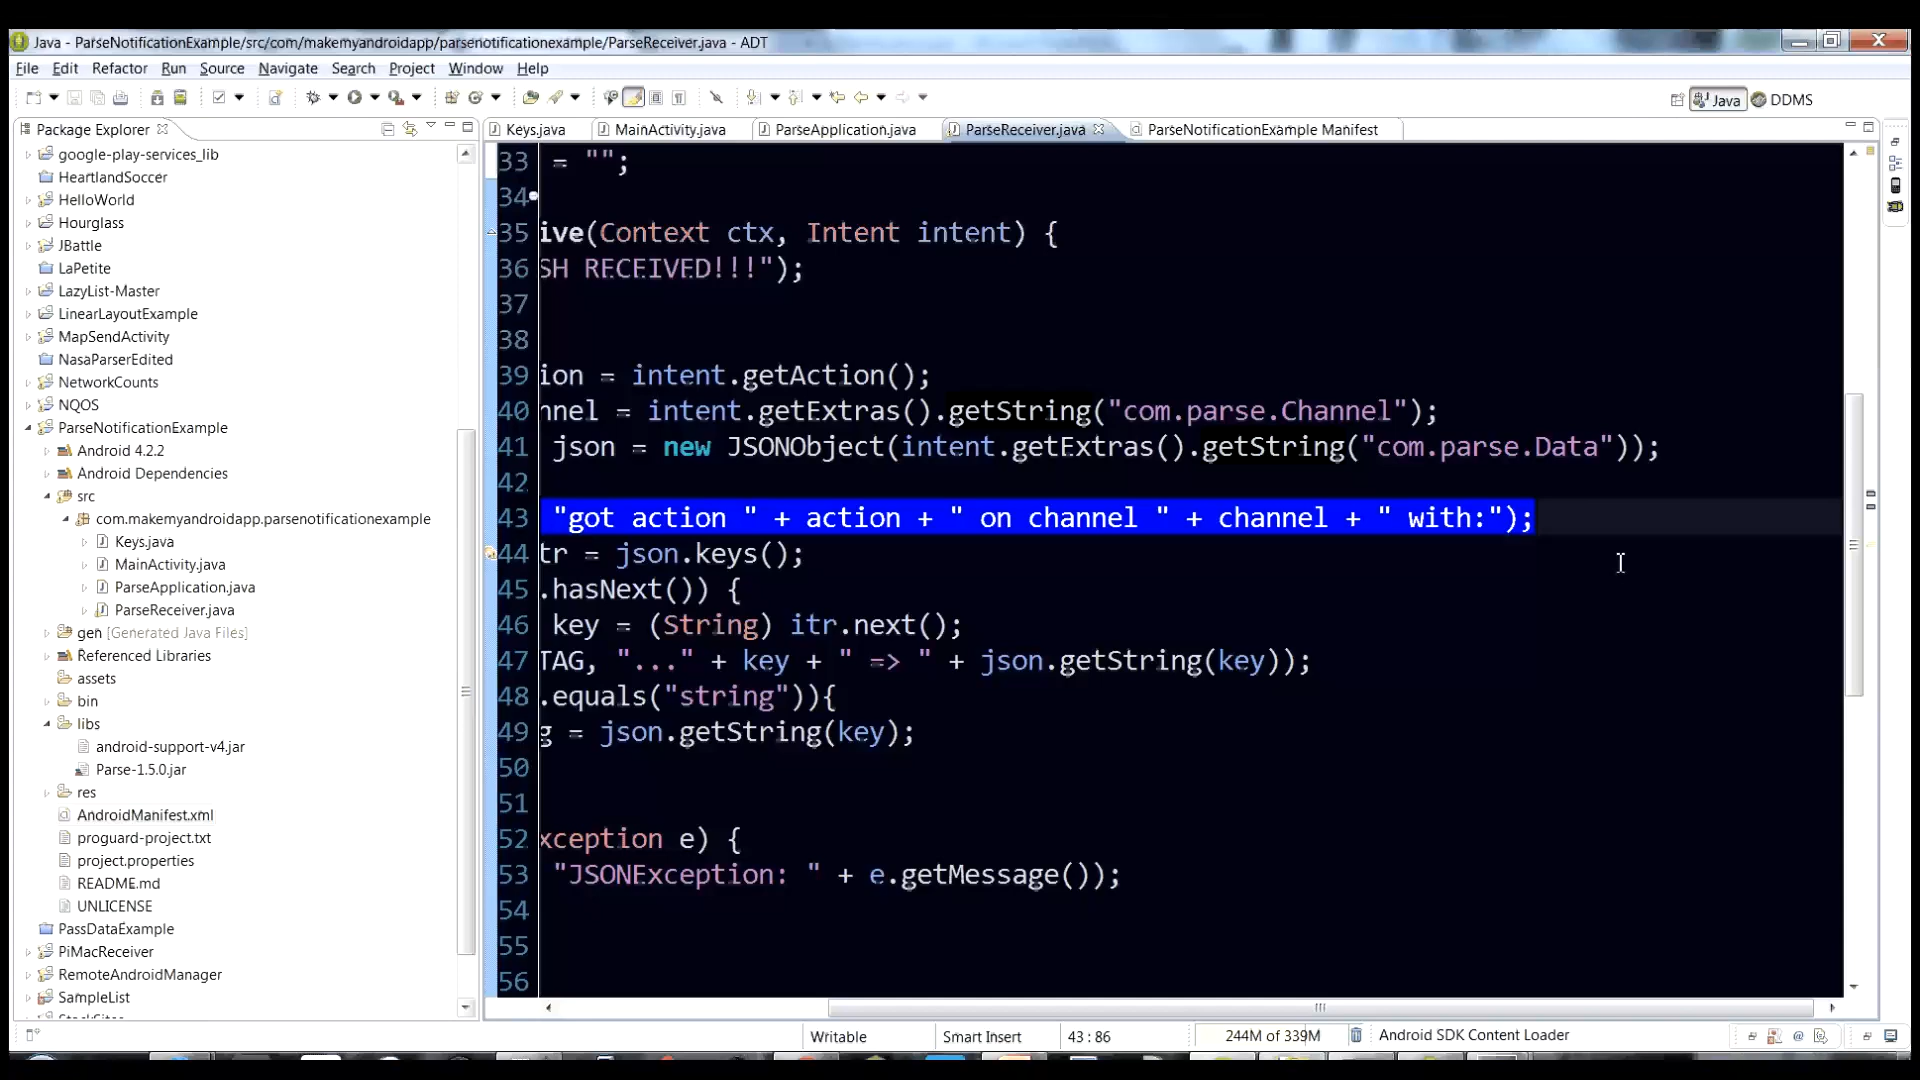 Java - ParseNotificationExample/src/com/makemyandroidapp/parsenotificationexample/ParseReceiver.java - ADT
File Edit Refactor Run Source Navigate Search Project Window Help
Java DDMS
Package Explorer
google-play-services_lib
HeartlandSoccer
HelloWorld
Hourglass
JBattle
LaPetite
LazyList-Master
LinearLayoutExample
MapSendActivity
NasaParserEdited
NetworkCounts
NQOS
ParseNotificationExample
Android 4.2.2
Android Dependencies
src
com.makemyandroidapp.parsenotificationexample
Keys.java
MainActivity.java
ParseApplication.java
ParseReceiver.java
gen [Generated Java Files]
Referenced Libraries
assets
bin
libs
android-support-v4.jar
Parse-1.5.0.jar
res
AndroidManifest.xml
proguard-project.txt
project.properties
README.md
UNLICENSE
PassDataExample
PiMacReceiver
RemoteAndroidManager
SampleList
Keys.java MainActivity.java ParseApplication.java ParseReceiver.java ParseNotificationExample Manifest
33 = "";
34
35 ive(Context ctx, Intent intent) {
36 SH RECEIVED!!!");
37
38
39 ion = intent.getAction();
40 nnel = intent.getExtras().getString("com.parse.Channel");
41 json = new JSONObject(intent.getExtras().getString("com.parse.Data"));
42
43 "got action " + action + " on channel " + channel + " with:");
44 tr = json.keys();
45 .hasNext()) {
46 key = (String) itr.next();
47 TAG, "..." + key + " => " + json.getString(key));
48 .equals("string")){
49 g = json.getString(key);
50
51
52 xception e) {
53 "JSONException: " + e.getMessage());
54
55
56
Writable Smart Insert 43 : 86 244M of 339M Android SDK Content Loader